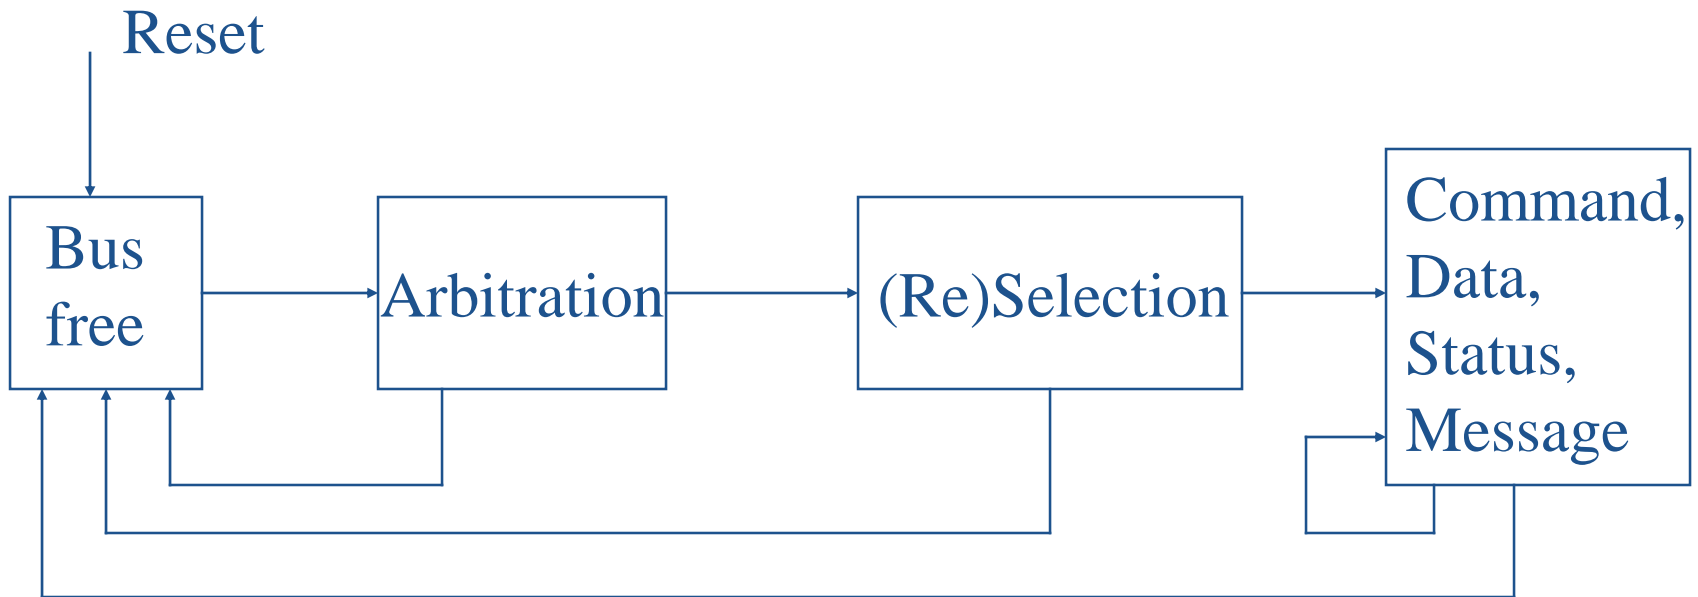 Reset
Bus
free
Arbitration
(Re)Selection
Command,
Data,
Status,
Message